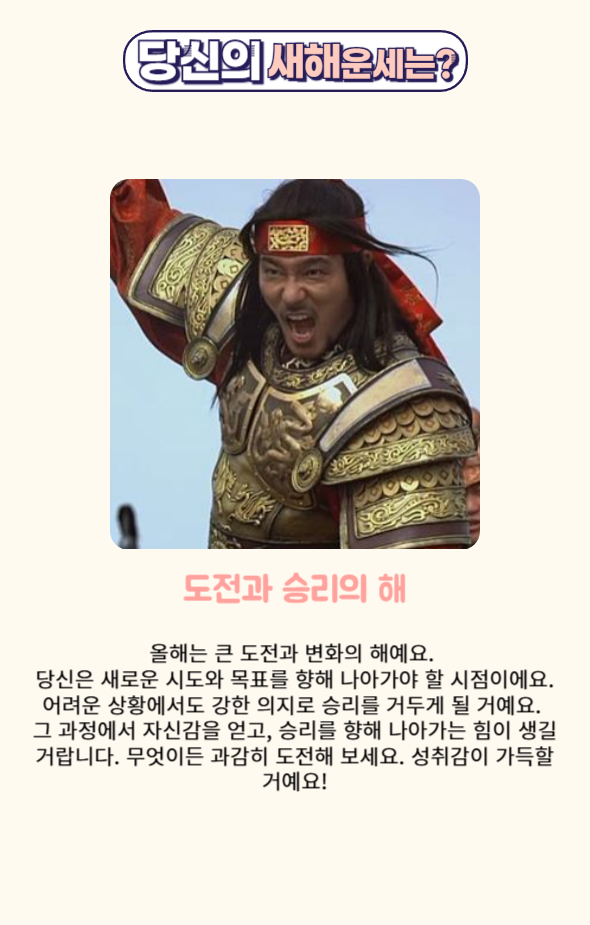 당신의 새해운세는?
도전과 승리의 해
올해는 큰 도전과 변화의 해예요.
당신은 새로운 시도와 목표를 향해 나아가야 할 시점이에요.
어려운 상황에서도 강한 의지로 승리를 거두게 될 거예요.
그 과정에서 자신감을 얻고, 승리를 향해 나아가는 힘이 생길
거랍니다. 무엇이든 과감히 도전해 보세요. 성취감이 가득할
거예요!